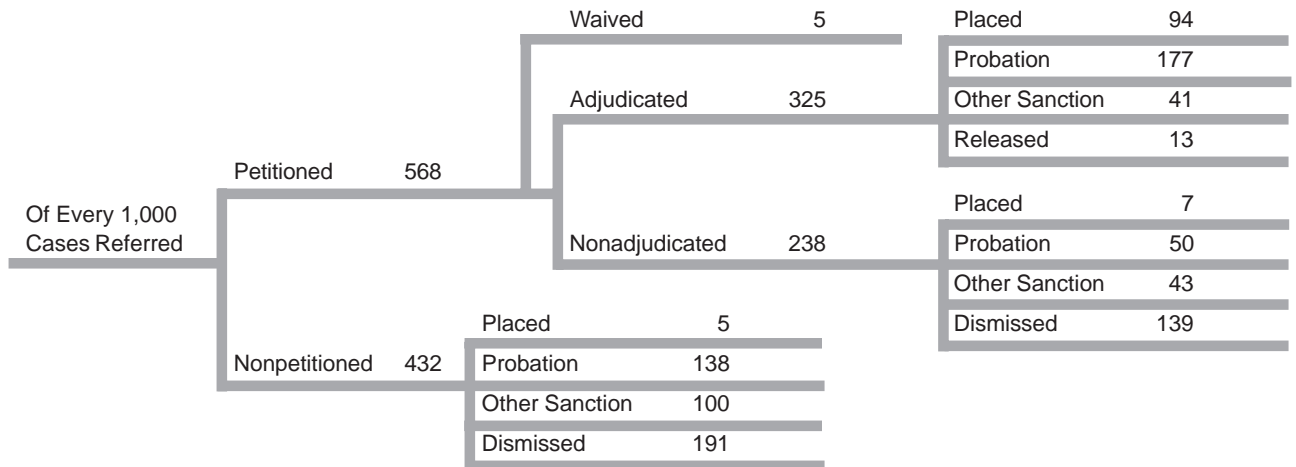 Of Every 1,000
Cases Referred
Petitioned 568
Waived 5
Adjudicated 325
Placed 94
Probation 177
Other Sanction 41
Released 13
Nonadjudicated 238
Placed 7
Probation 50
Other Sanction 43
Dismissed 139
Nonpetitioned 432
Placed 5
Probation 138
Other Sanction 100
Dismissed 191